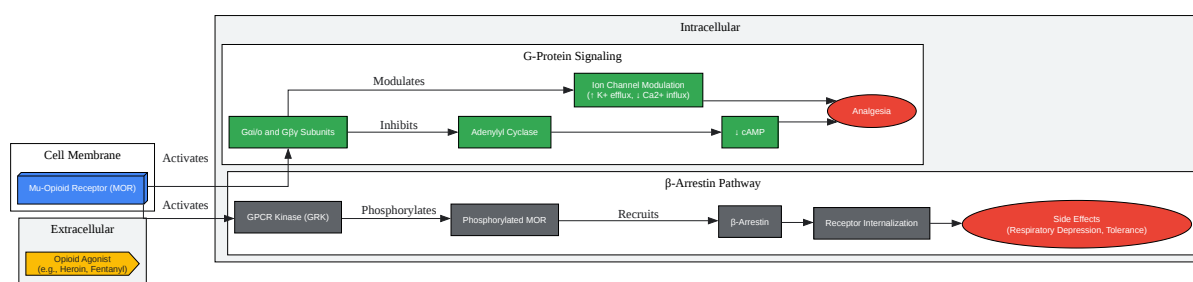 Intracellular
G-Protein Signaling
Modulates
Ion Channel Modulation
(↑ K+ efflux, ↓ Ca2+ influx)
Analgesia
Gαi/o and Gβγ Subunits
Inhibits
Adenylyl Cyclase
↓ cAMP
Cell Membrane
Activates
Mu-Opioid Receptor (MOR)
β-Arrestin Pathway
Activates
GPCR Kinase (GRK)
Phosphorylates
Phosphorylated MOR
Recruits
β-Arrestin
Receptor Internalization
Side Effects
(Respiratory Depression, Tolerance)
Extracellular
Opioid Agonist
(e.g., Heroin, Fentanyl)